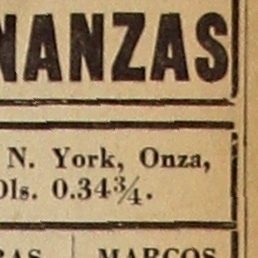 NANZAS
N. York, Onza,
Dls. 0.34¾.
MARCOS